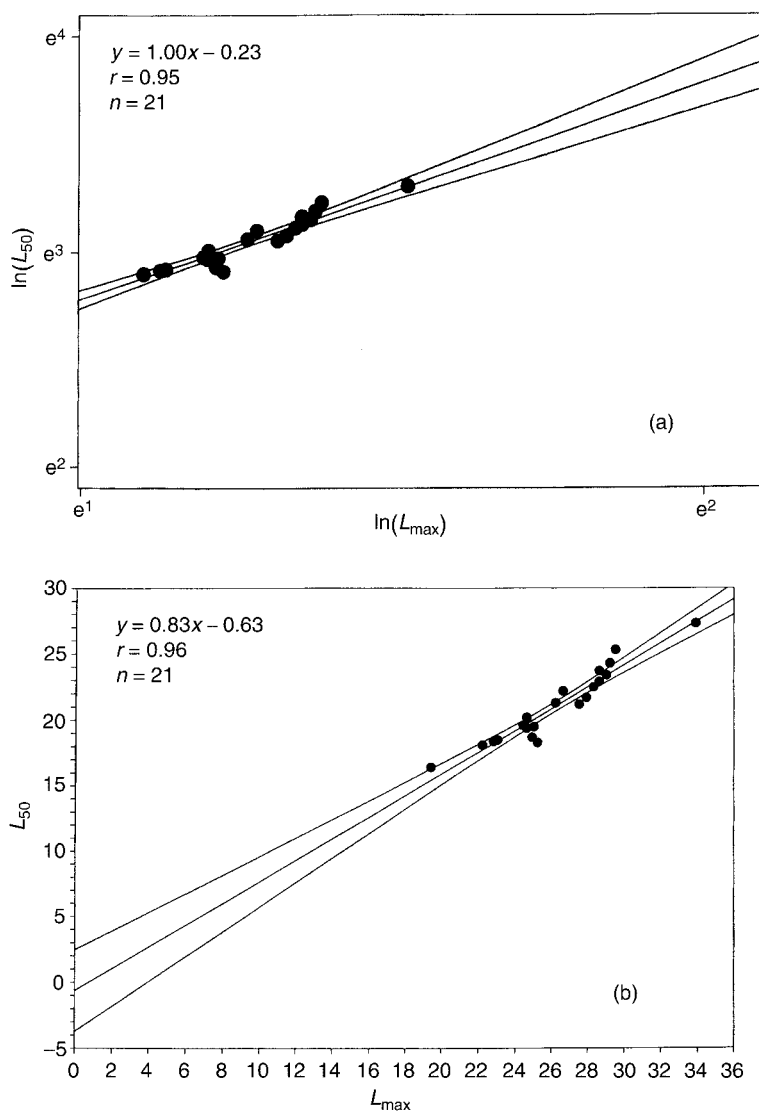 e⁴
y = 1.00x – 0.23
r = 0.95
n = 21
ln(L₅₀)
e³
(a)
e²
e¹
e²
ln(Lₘₐₓ)
30
y = 0.83x – 0.63
r = 0.96
n = 21
25
20
15
L₅₀
10
5
0
(b)
–5
0 2 4 6 8 10 12 14 16 18 20 22 24 26 28 30 32 34 36
Lₘₐₓ